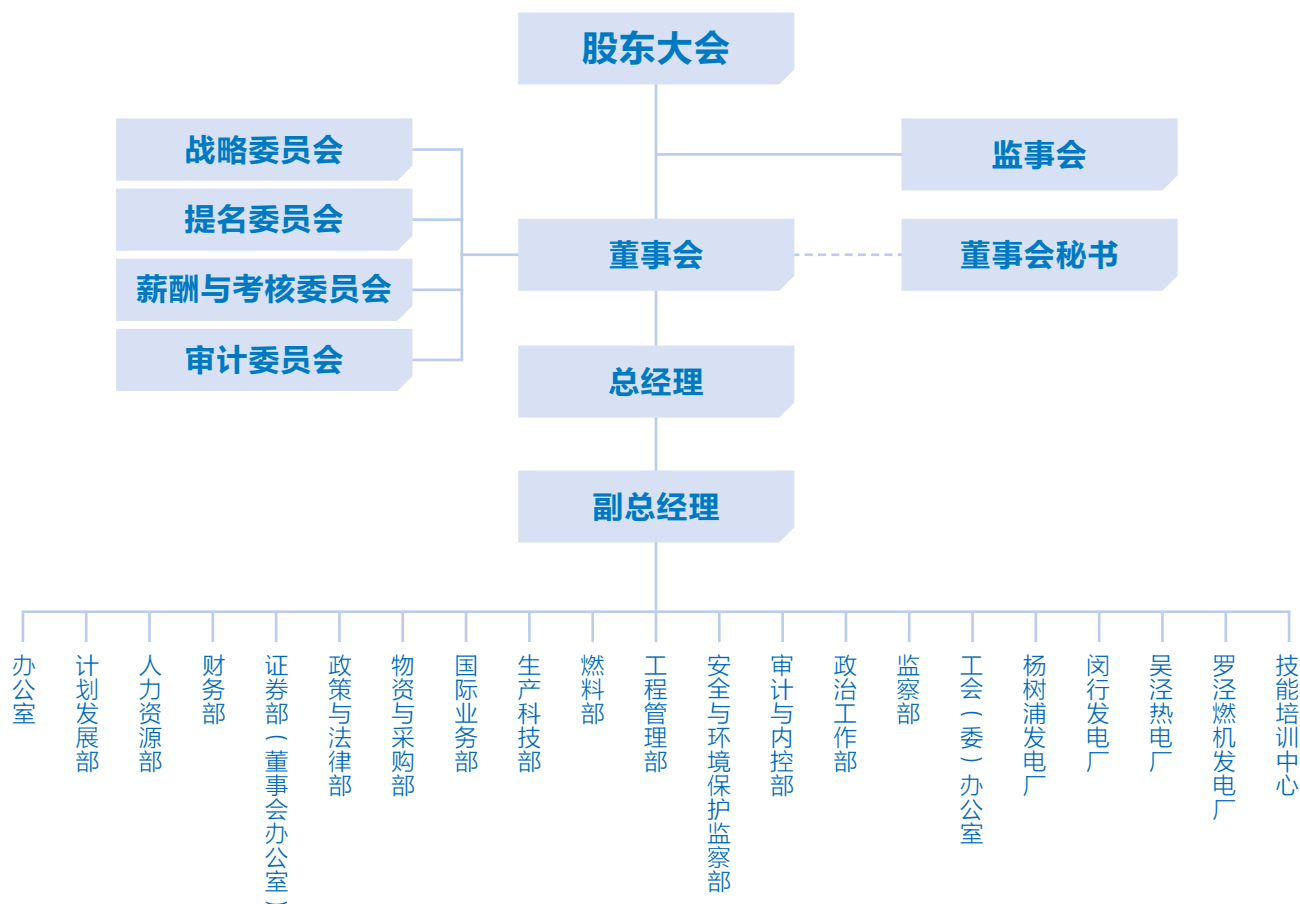 股东大会
战略委员会
监事会
提名委员会
董事会
董事会秘书
薪酬与考核委员会
审计委员会
总经理
副总经理
办公室
计划发展部
人力资源部
财务部
证券部(董事会办公室)
政策与法律部
物资与采购部
国际业务部
生产科技部
燃料部
工程管理部
安全与环境保护监察部
审计与内控部
政治工作部
监察部
工会(委)办公室
杨树浦发电厂
闵行发电厂
吴泾热电厂
罗泾燃机发电厂
技能培训中心